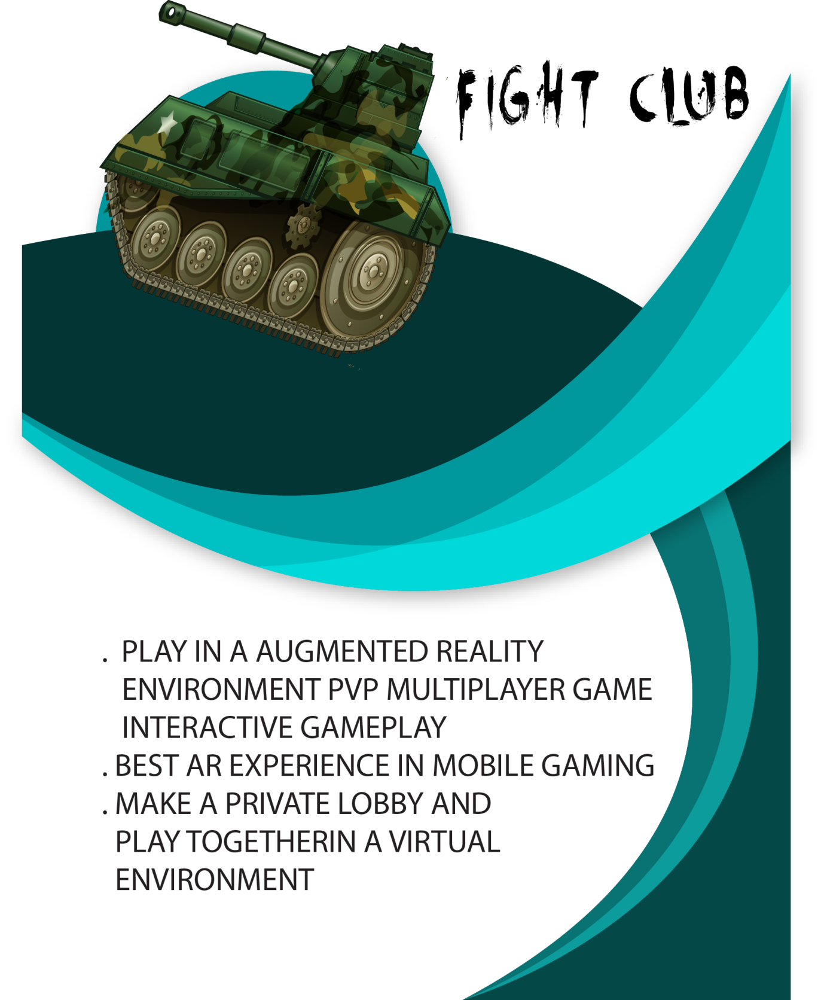 FIGHT CLUB
. PLAY IN A AUGMENTED REALITY
ENVIRONMENT PVP MULTIPLAYER GAME
INTERACTIVE GAMEPLAY
. BEST AR EXPERIENCE IN MOBILE GAMING
. MAKE A PRIVATE LOBBY AND
PLAY TOGETHERIN A VIRTUAL
ENVIRONMENT